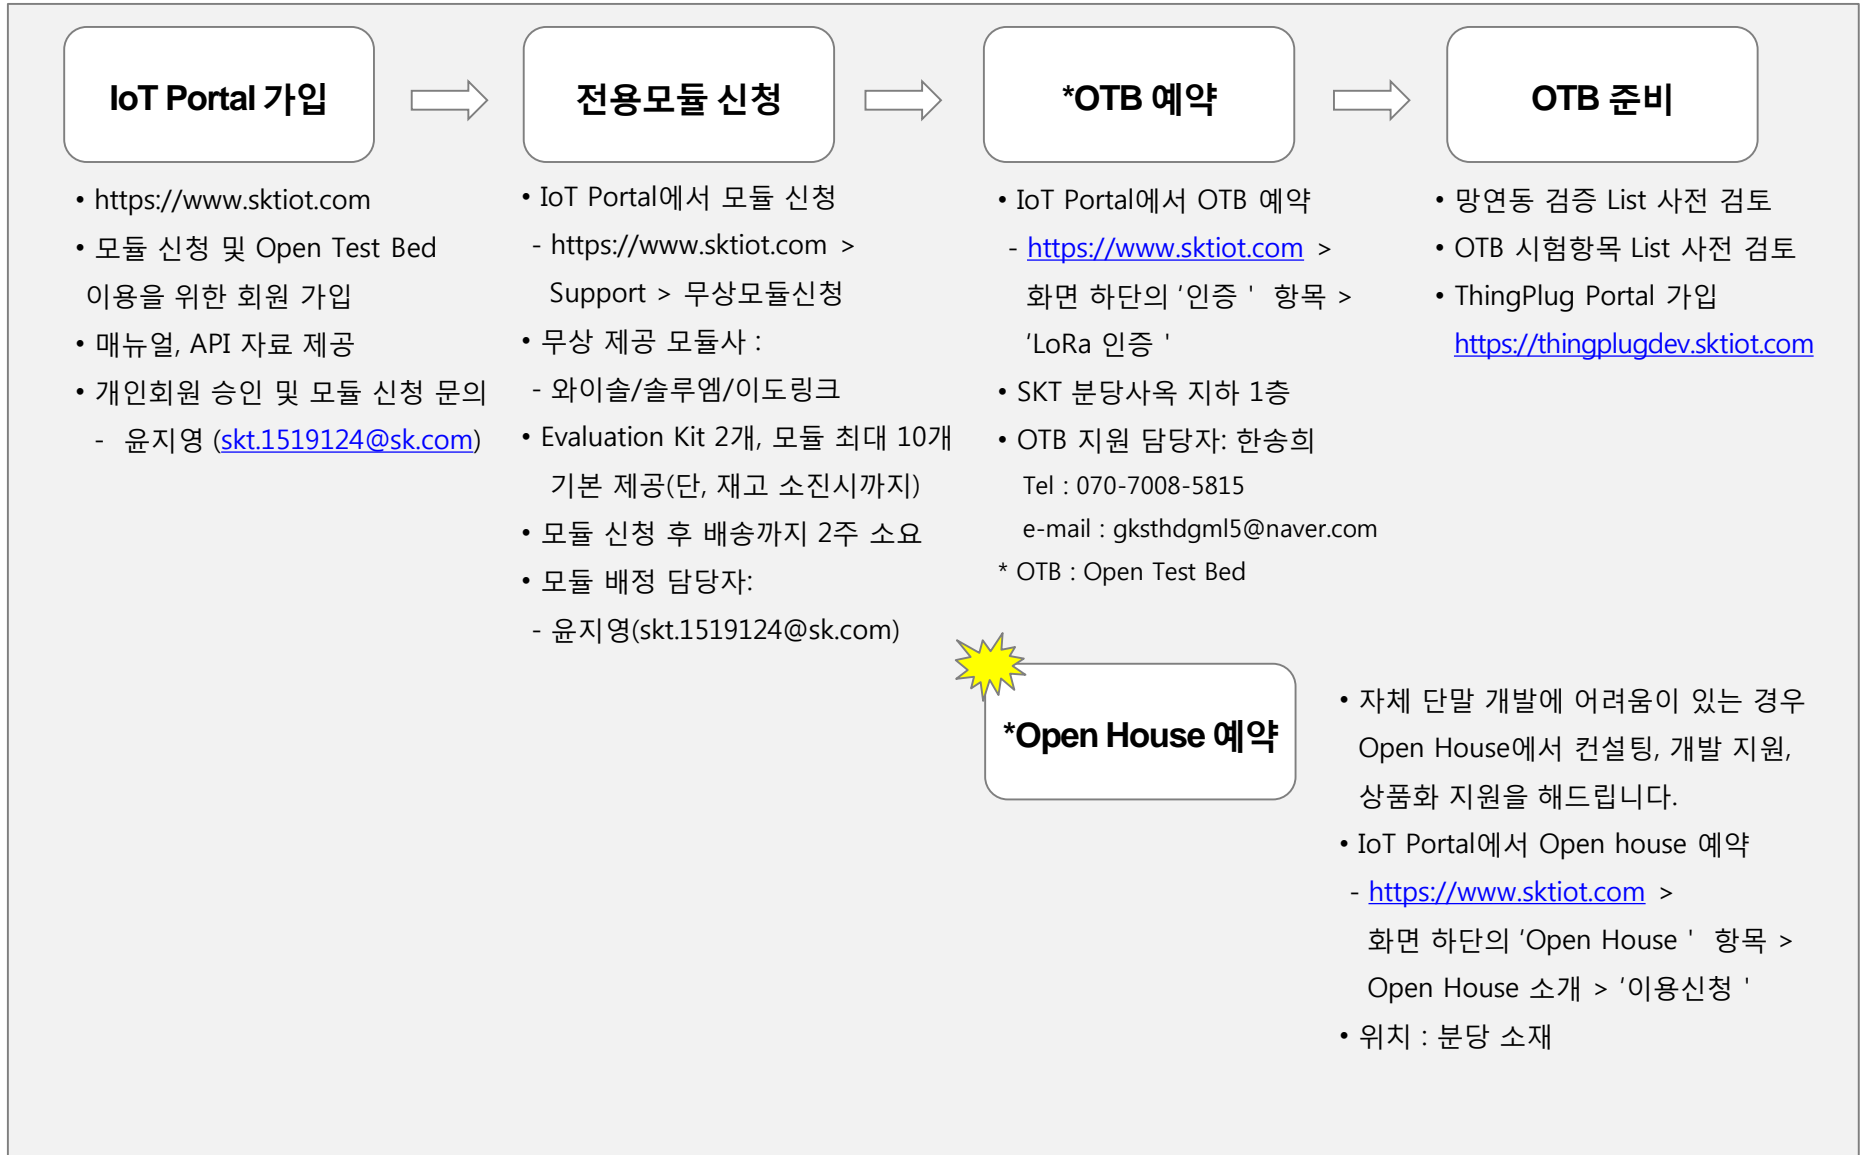 IoT Portal 가입
• https://www.sktiot.com
• 모듈 신청 및 Open Test Bed
이용을 위한 회원 가입
• 매뉴얼, API 자료 제공
• 개인회원 승인 및 모듈 신청 문의
- 윤지영 (skt.1519124@sk.com)
전용모듈 신청
• IoT Portal에서 모듈 신청
- https://www.sktiot.com >
Support > 무상모듈신청
• 무상 제공 모듈사 :
- 와이솔/솔루엠/이도링크
• Evaluation Kit 2개, 모듈 최대 10개
기본 제공(단, 재고 소진시까지)
• 모듈 신청 후 배송까지 2주 소요
• 모듈 배정 담당자:
- 윤지영(skt.1519124@sk.com)
*OTB 예약
• IoT Portal에서 OTB 예약
- https://www.sktiot.com >
화면 하단의 ‘인증 ' 항목 >
‘LoRa 인증 '
• SKT 분당사옥 지하 1층
• OTB 지원 담당자: 한송희
Tel : 070-7008-5815
e-mail : gksthdgml5@naver.com
* OTB : Open Test Bed
OTB 준비
• 망연동 검증 List 사전 검토
• OTB 시험항목 List 사전 검토
• ThingPlug Portal 가입
https://thingplugdev.sktiot.com
*Open House 예약
• 자체 단말 개발에 어려움이 있는 경우
Open House에서 컨설팅, 개발 지원,
상품화 지원을 해드립니다.
• IoT Portal에서 Open house 예약
- https://www.sktiot.com >
화면 하단의 ‘Open House ' 항목 >
Open House 소개 > ‘이용신청 '
• 위치 : 분당 소재